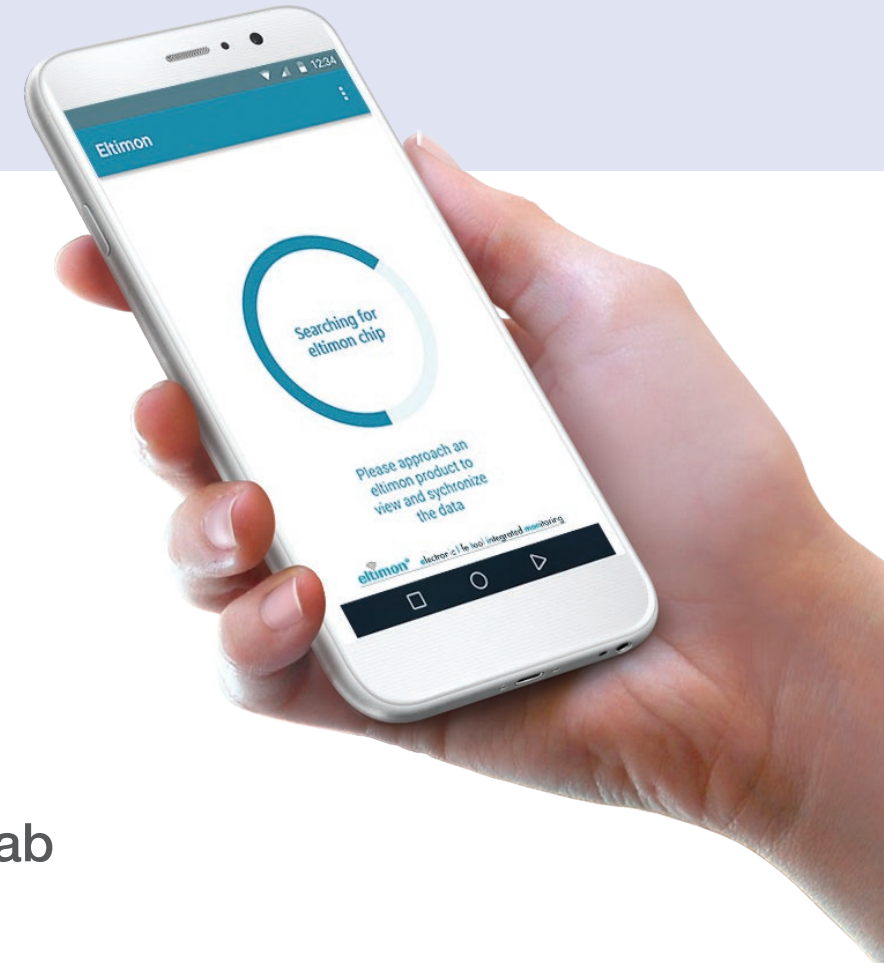 12:34
Eltimon
Searching for
eltimon chip
Please approach an
eltimon product to
view and sychronize
the data
eltimon® electronic life tool integrated monitoring
ab